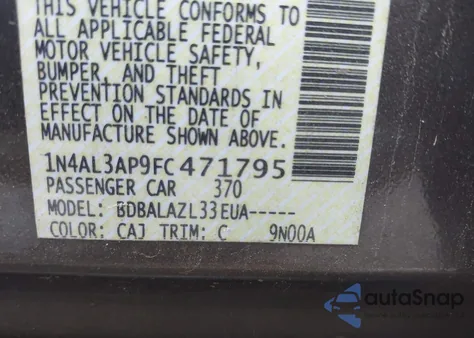 THIS VEHICLE CONFORMS TO
ALL APPLICABLE FEDERAL
MOTOR VEHICLE SAFETY,
BUMPER, AND THEFT
PREVENTION STANDARDS IN
EFFECT ON THE DATE OF
MANUFACTURE SHOWN ABOVE.
1N4AL3AP9FC471795
PASSENGER CAR 370
MODEL: BDBALAZL33EUA-----
COLOR: CAJ TRIM: C 9N00A
autoSnap